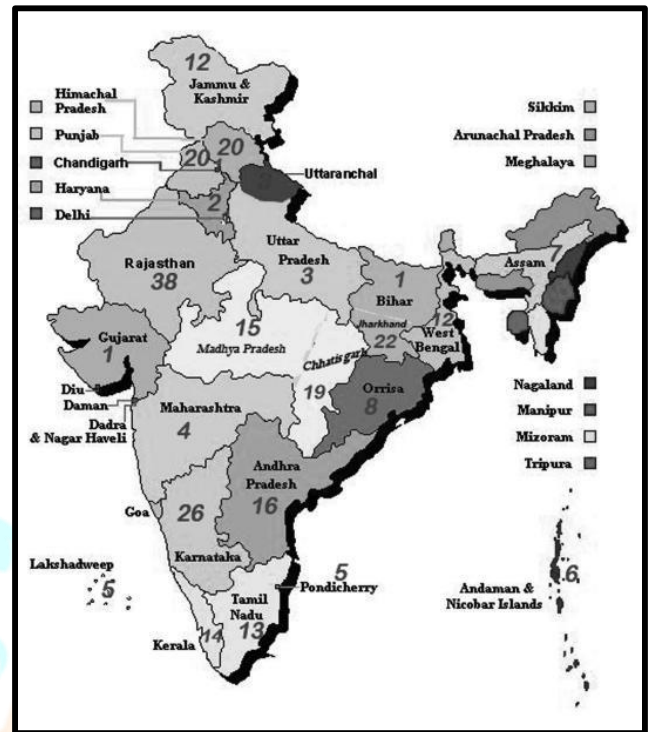 12
Jammu &
Kashmir
Himachal
Pradesh
Punjab
Chandigarh
Haryana
Delhi
20
20
1
2
Uttaranchal
Sikkim
Arunachal Pradesh
Meghalaya
Rajasthan
38
Uttar
Pradesh
3
1
Bihar
Assam
7
Gujarat
1
15
Madhya Pradesh
Jharkhand
22
12
West
Bengal
Chhatisgarh
19
Orrisa
8
Diu
Daman
Dadra
& Nagar Haveli
Maharashtra
4
Nagaland
Manipur
Mizoram
Tripura
Andhra
Pradesh
16
Goa
26
Karnataka
Lakshadweep
5
5
Pondicherry
6
Andaman &
Nicobar Islands
Tamil
Nadu
13
Kerala
14